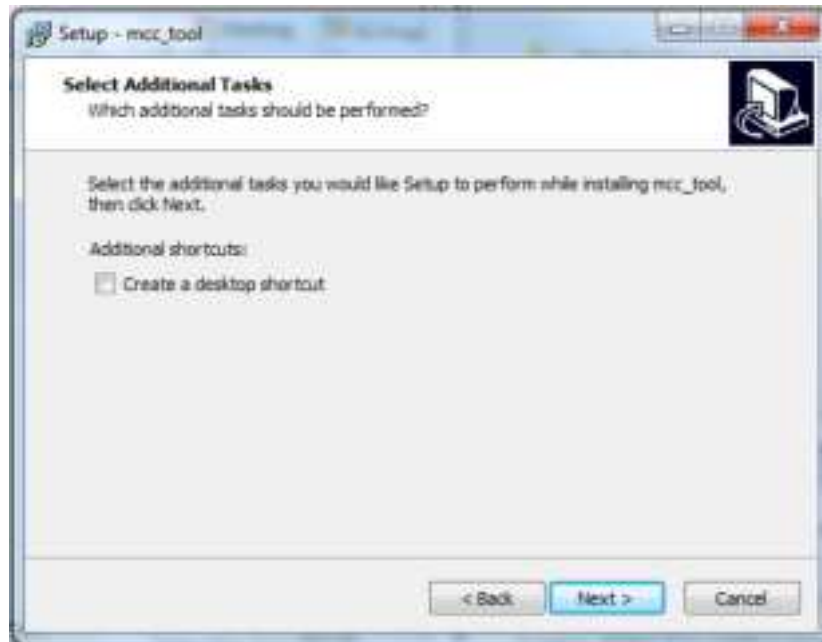 Setup - mcc_tool
Select Additional Tasks
Which additional tasks should be performed?
Select the additional tasks you would like Setup to perform while installing mcc_tool,
then click Next.
Additional shortcuts:
Create a desktop shortcut
< Back
Next >
Cancel